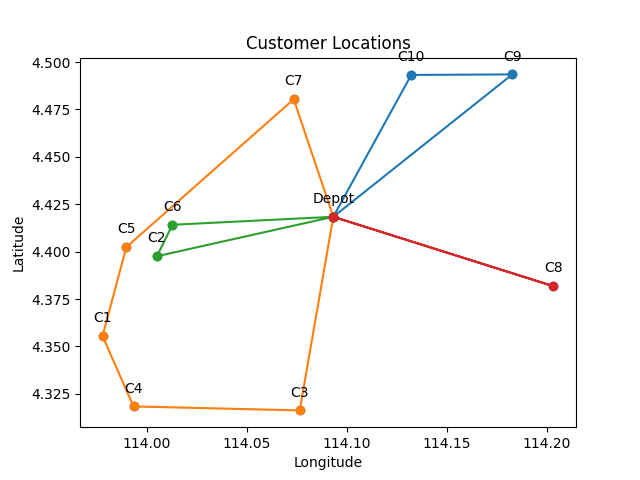 Customer Locations
C10
C9
C7
Depot
C6
C5
C2
C8
C1
C4
C3
4.500
4.475
4.450
4.425
4.400
4.375
4.350
4.325
Latitude
114.00 114.05 114.10 114.15 114.20
Longitude